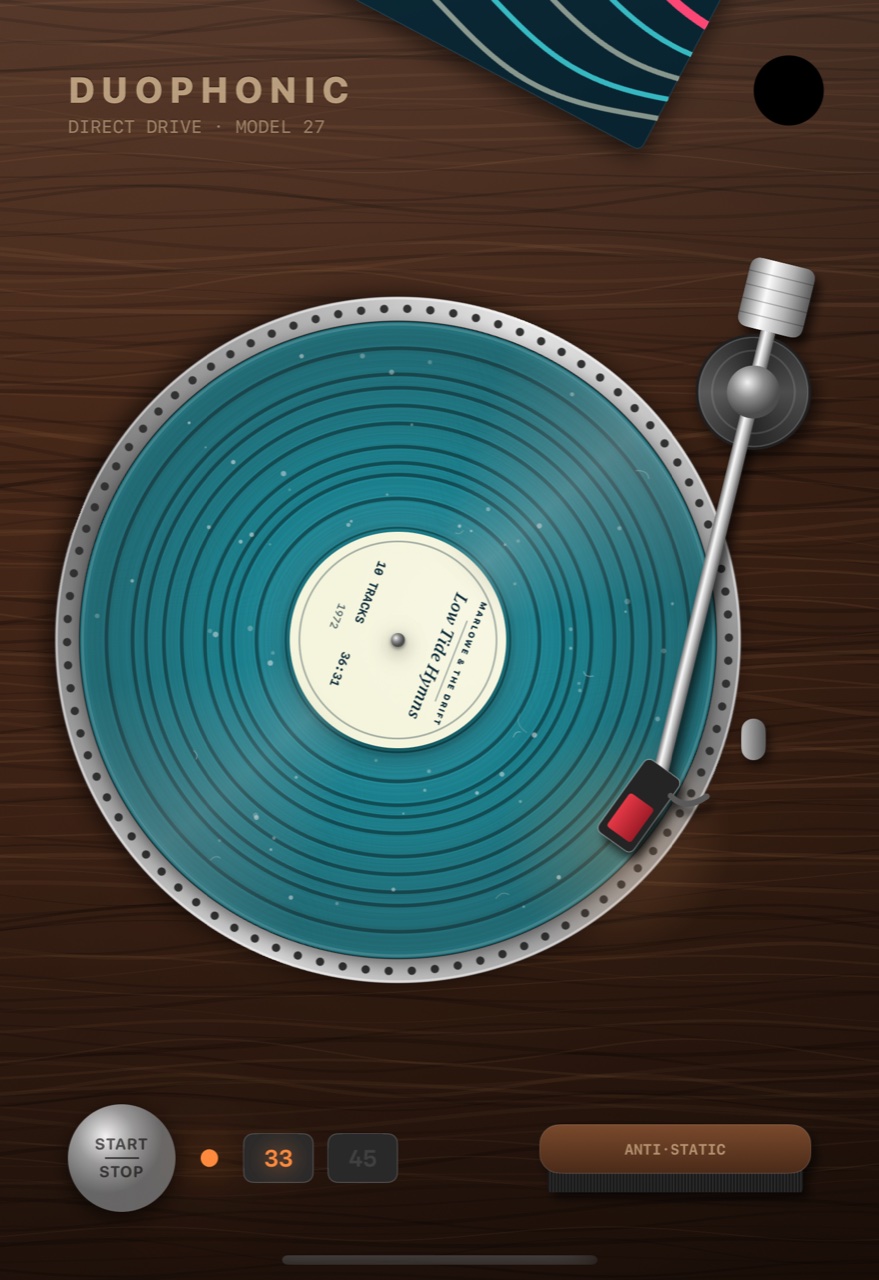 DUOPHONIC
DIRECT DRIVE · MODEL 27
MARLOWE & THE DRIFT
Low Tide Hymns
10 TRACKS
36:31
1972
START
STOP
33
45
ANTI·STATIC